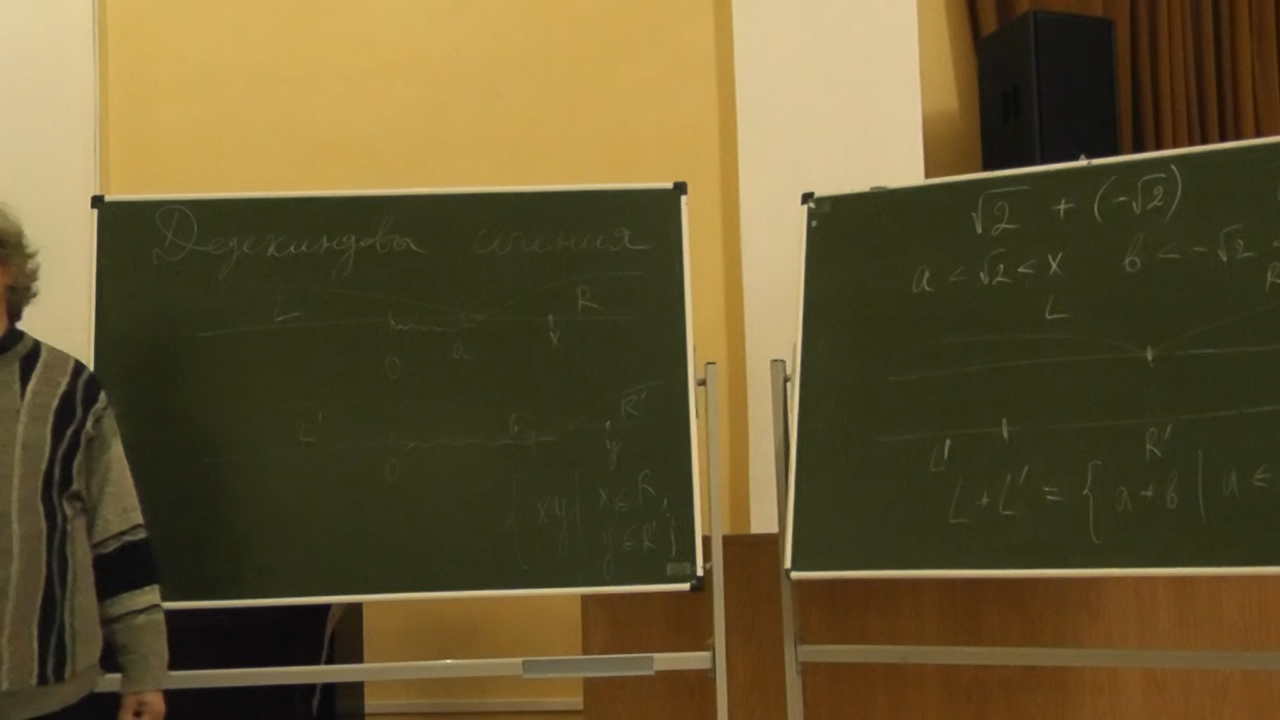 Дедекиндовы сечения
L R
0 a x
L' b R'
0 y
{ xy | x ∈ R,
y ∈ R' }
√2 + (-√2)
a < √2 < x b < -√2
L R
L' R'
L + L' = { a + b | a ∈